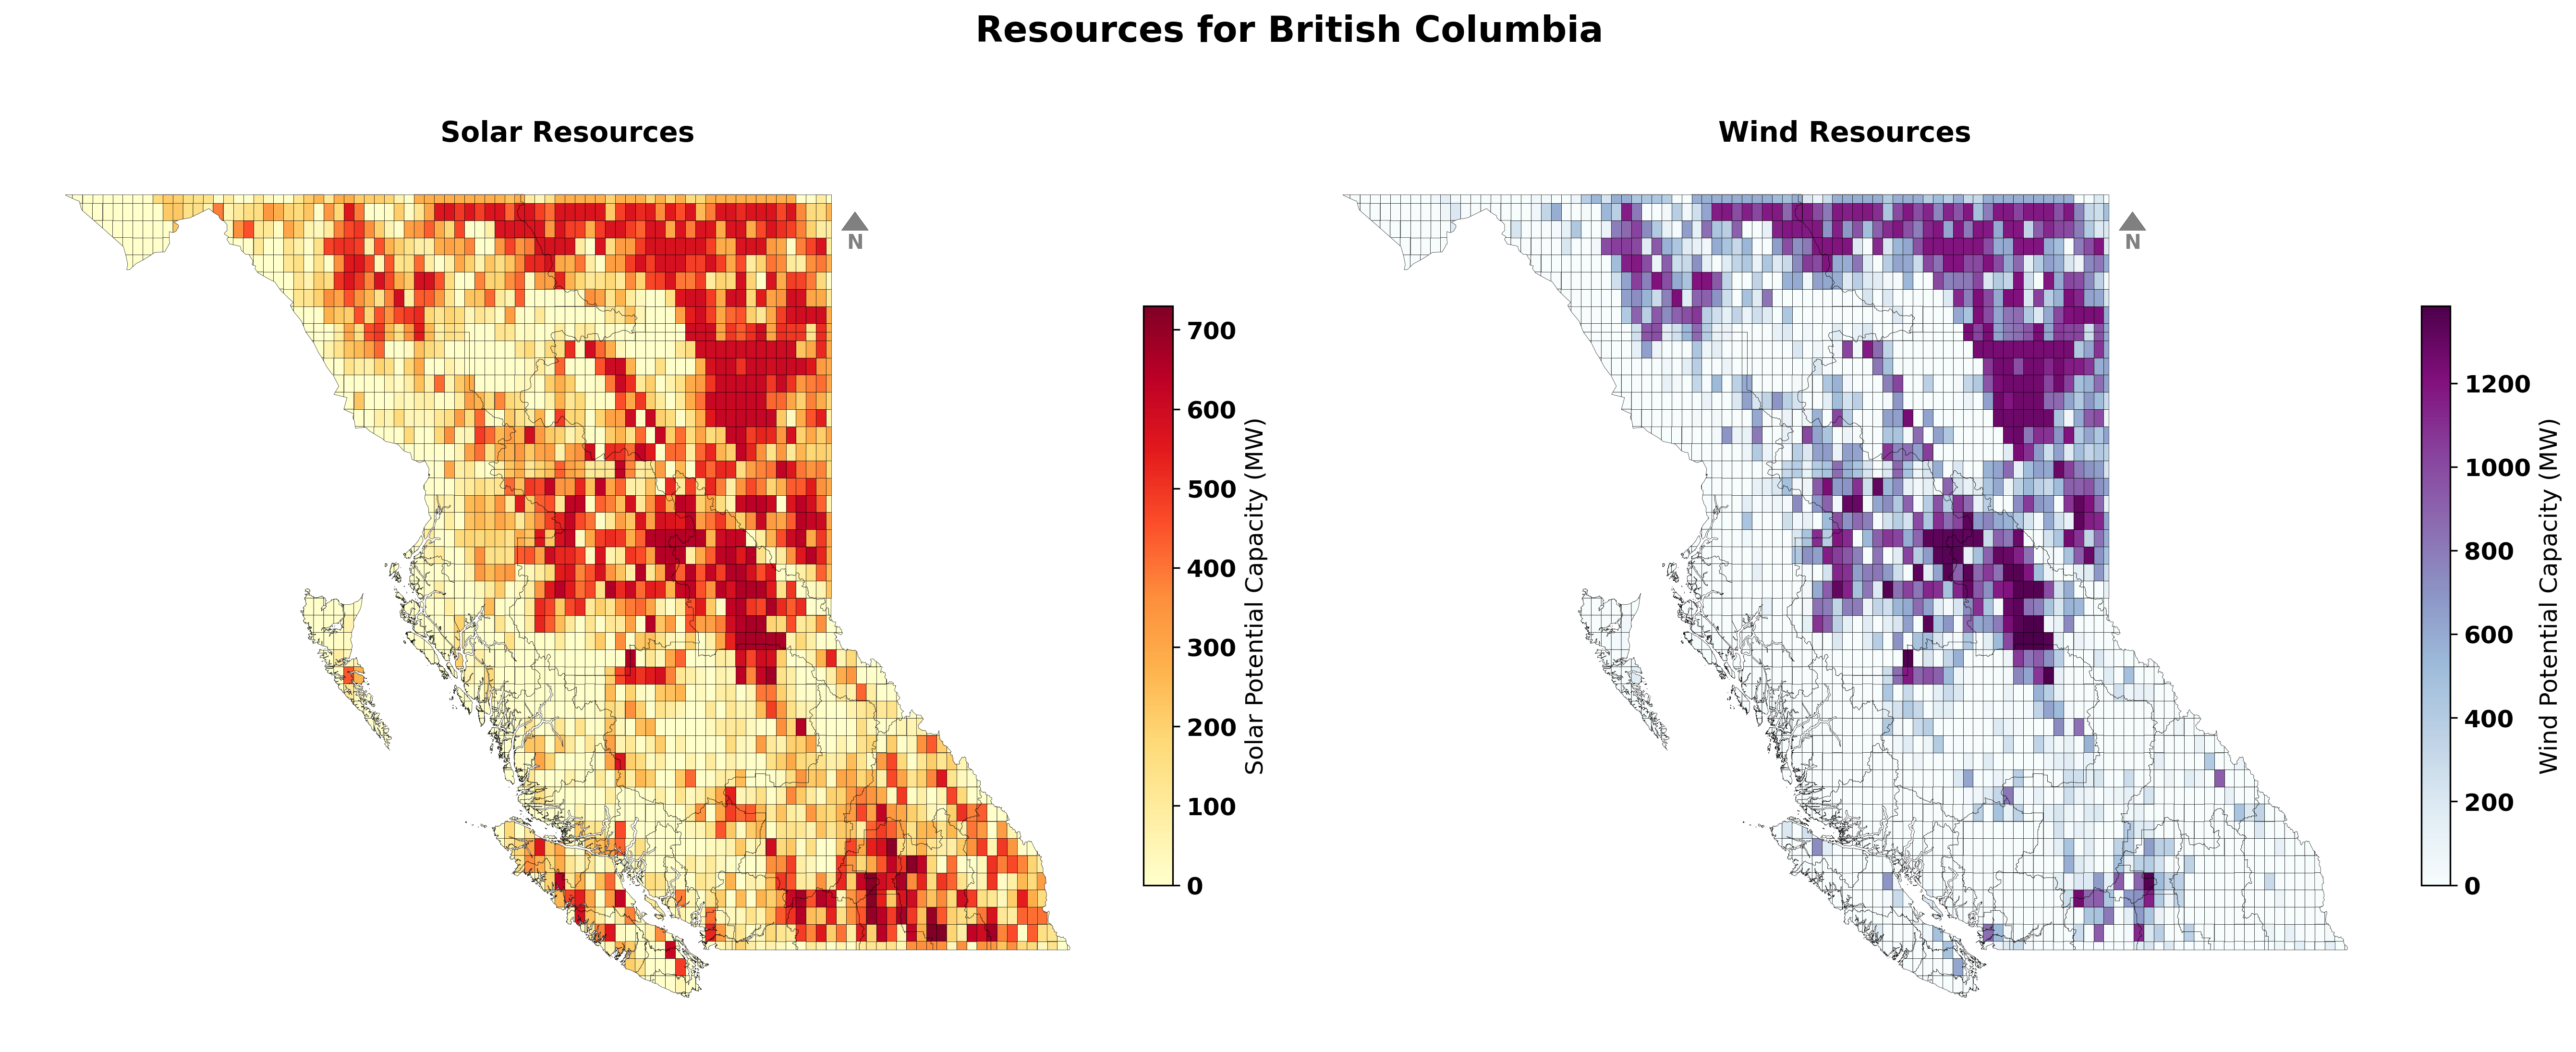 Resources for British Columbia
Solar Resources
N
700
600
500
400
300
200
100
0
Solar Potential Capacity (MW)
Wind Resources
N
1200
1000
800
600
400
200
0
Wind Potential Capacity (MW)